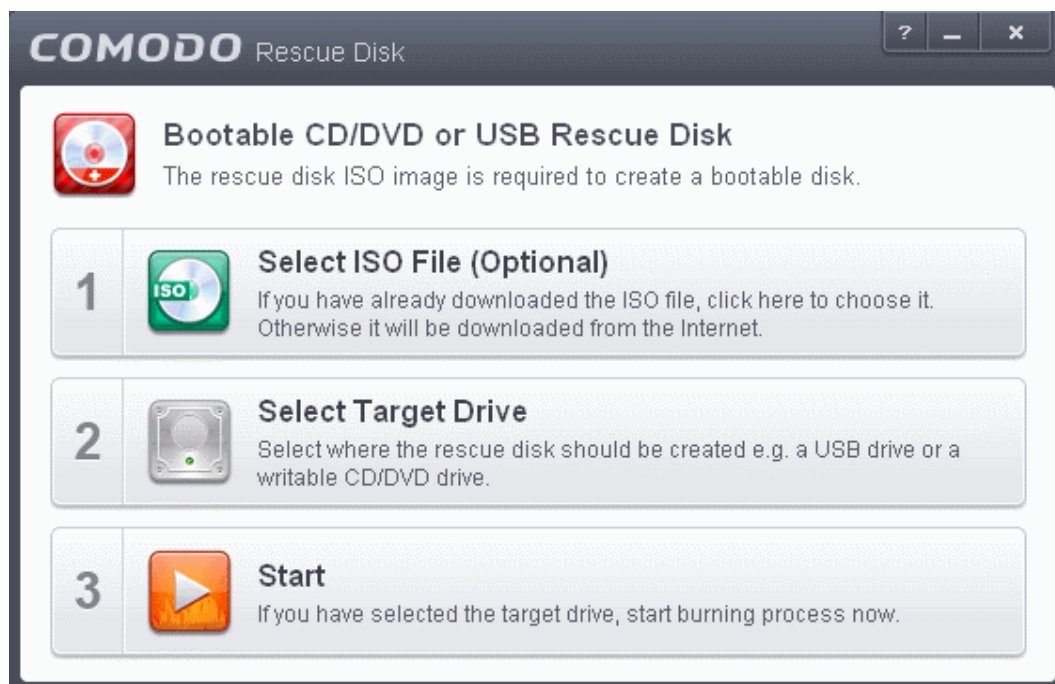 COMODO Rescue Disk
? _ x
Bootable CD/DVD or USB Rescue Disk
The rescue disk ISO image is required to create a bootable disk.
1
ISO
Select ISO File (Optional)
If you have already downloaded the ISO file, click here to choose it.
Otherwise it will be downloaded from the Internet.
2
Select Target Drive
Select where the rescue disk should be created e.g. a USB drive or a
writable CD/DVD drive.
3
Start
If you have selected the target drive, start burning process now.